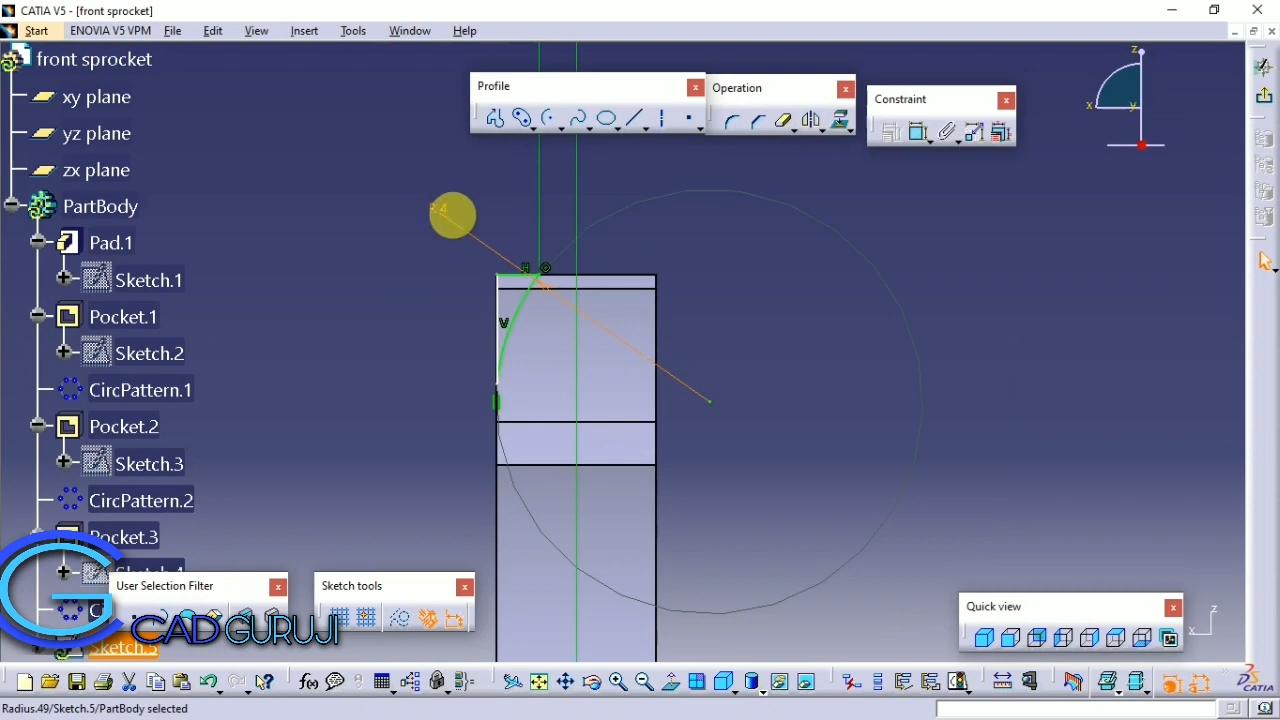 CATIA V5 - [front sprocket]
Start ENOVIA V5 VPM File Edit View Insert Tools Window Help
front sprocket
xy plane
yz plane
zx plane
PartBody
Pad.1
Sketch.1
Pocket.1
Sketch.2
CircPattern.1
Pocket.2
Sketch.3
CircPattern.2
Pocket.3
Sketch.4
Sketch.5
Profile
Operation
Constraint
z
x
y
R 4
H
V
User Selection Filter
Sketch tools
Quick view
G
CAD GURUJI
z
x
f(x)
CATIA
Radius.49/Sketch.5/PartBody selected